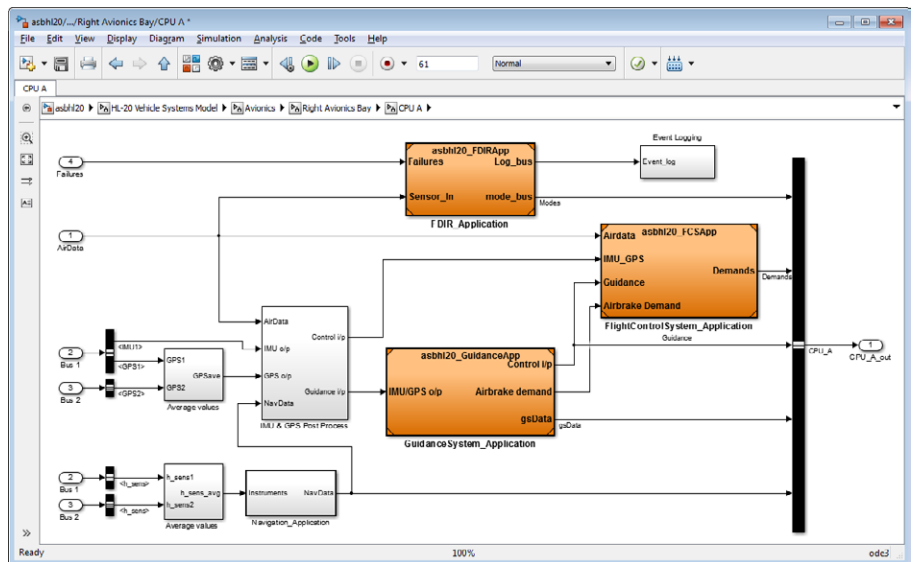 asbhl20/.../Right Avionics Bay/CPU A *
File Edit View Display Diagram Simulation Analysis Code Tools Help
61 Normal
CPU A
asbhl20 HL-20 Vehicle Systems Model Avionics Right Avionics Bay CPU A
Event Logging
4
Failures
asbhl20_FDIRApp
Failures Log_bus
Event_log
Sensor_In mode_bus
Modes
FDIR_Application
1
AirData
Airdata asbhl20_FCSApp
IMU_GPS
Demands
Demands
Guidance
Airbrake Demand
FlightControlSystem_Application
Guidance
AirData
Control i/p
IMU o/p
GPS o/p
Guidance i/p
NavData
IMU & GPS Post Process
2
Bus 1
<IMU1>
<GPS1>
GPS1
GPSave
GPS2
3
Bus 2
<GPS2>
Average values
asbhl20_GuidanceApp
Control i/p
IMU/GPS o/p Airbrake demand
gsData
gsData
GuidanceSystem_Application
CPU_A
1
CPU_A_out
2
Bus 1
<h_sens>
h_sens1
h_sens_avg
h_sens2
3
Bus 2
<h_sens>
Average values
Instruments NavData
Navigation_Application
Ready 100% ode3